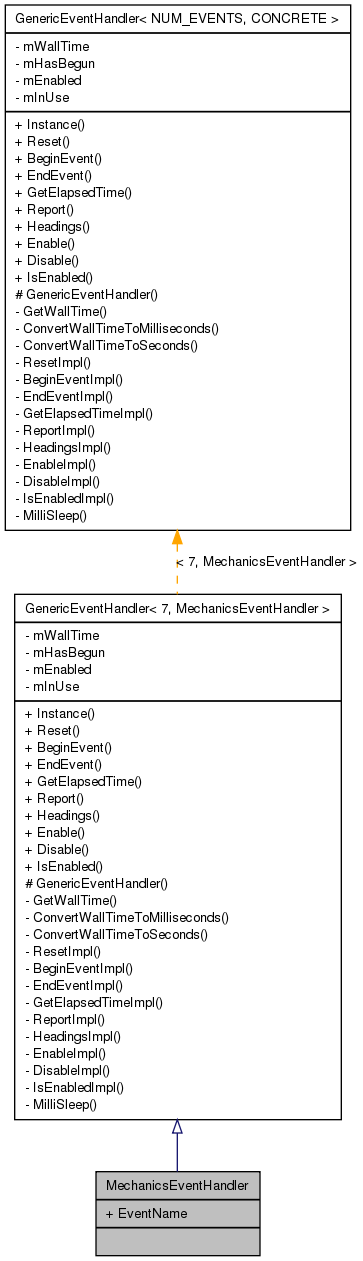 GenericEventHandler< NUM_EVENTS, CONCRETE >
- mWallTime
- mHasBegun
- mEnabled
- mInUse
+ Instance()
+ Reset()
+ BeginEvent()
+ EndEvent()
+ GetElapsedTime()
+ Report()
+ Headings()
+ Enable()
+ Disable()
+ IsEnabled()
# GenericEventHandler()
- GetWallTime()
- ConvertWallTimeToMilliseconds()
- ConvertWallTimeToSeconds()
- ResetImpl()
- BeginEventImpl()
- EndEventImpl()
- GetElapsedTimeImpl()
- ReportImpl()
- HeadingsImpl()
- EnableImpl()
- DisableImpl()
- IsEnabledImpl()
- MilliSleep()
< 7, MechanicsEventHandler >
GenericEventHandler< 7, MechanicsEventHandler >
- mWallTime
- mHasBegun
- mEnabled
- mInUse
+ Instance()
+ Reset()
+ BeginEvent()
+ EndEvent()
+ GetElapsedTime()
+ Report()
+ Headings()
+ Enable()
+ Disable()
+ IsEnabled()
# GenericEventHandler()
- GetWallTime()
- ConvertWallTimeToMilliseconds()
- ConvertWallTimeToSeconds()
- ResetImpl()
- BeginEventImpl()
- EndEventImpl()
- GetElapsedTimeImpl()
- ReportImpl()
- HeadingsImpl()
- EnableImpl()
- DisableImpl()
- IsEnabledImpl()
- MilliSleep()
MechanicsEventHandler
+ EventName